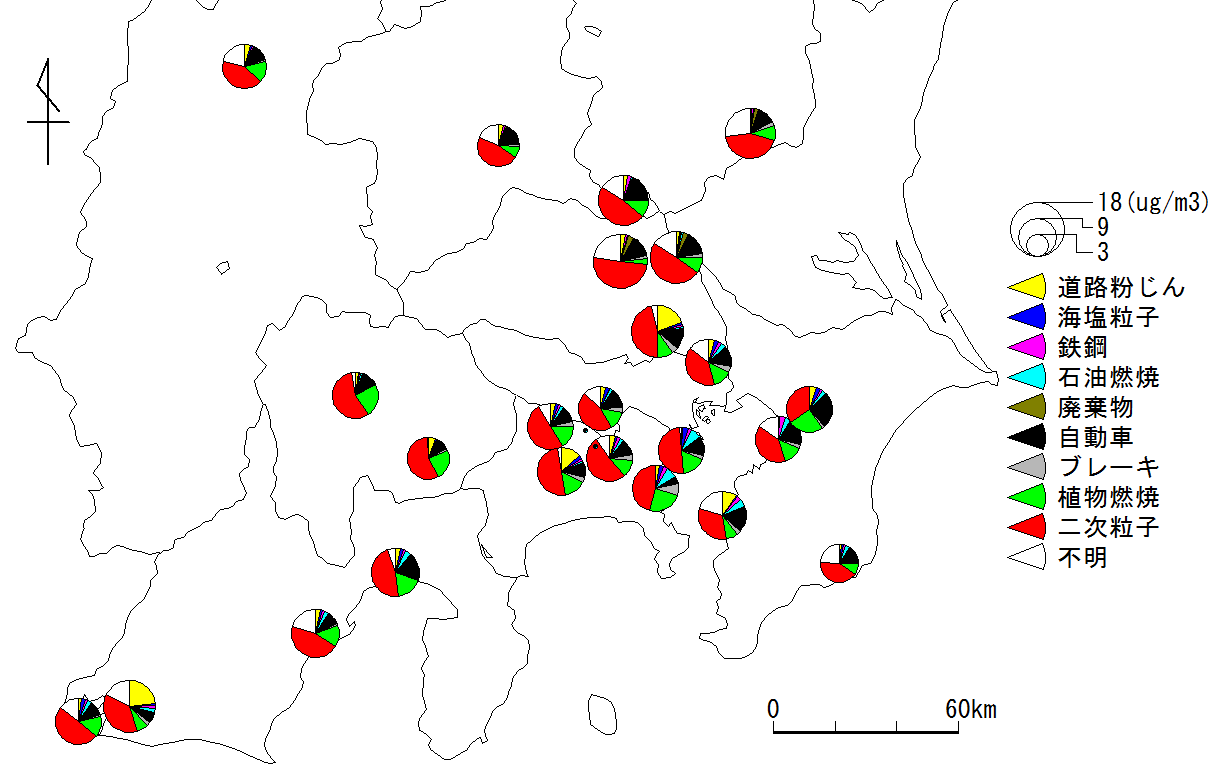 18(ug/m3)
9
3
道路粉じん
海塩粒子
鉄鋼
石油燃焼
廃棄物
自動車
ブレーキ
植物燃焼
二次粒子
不明
0 60km